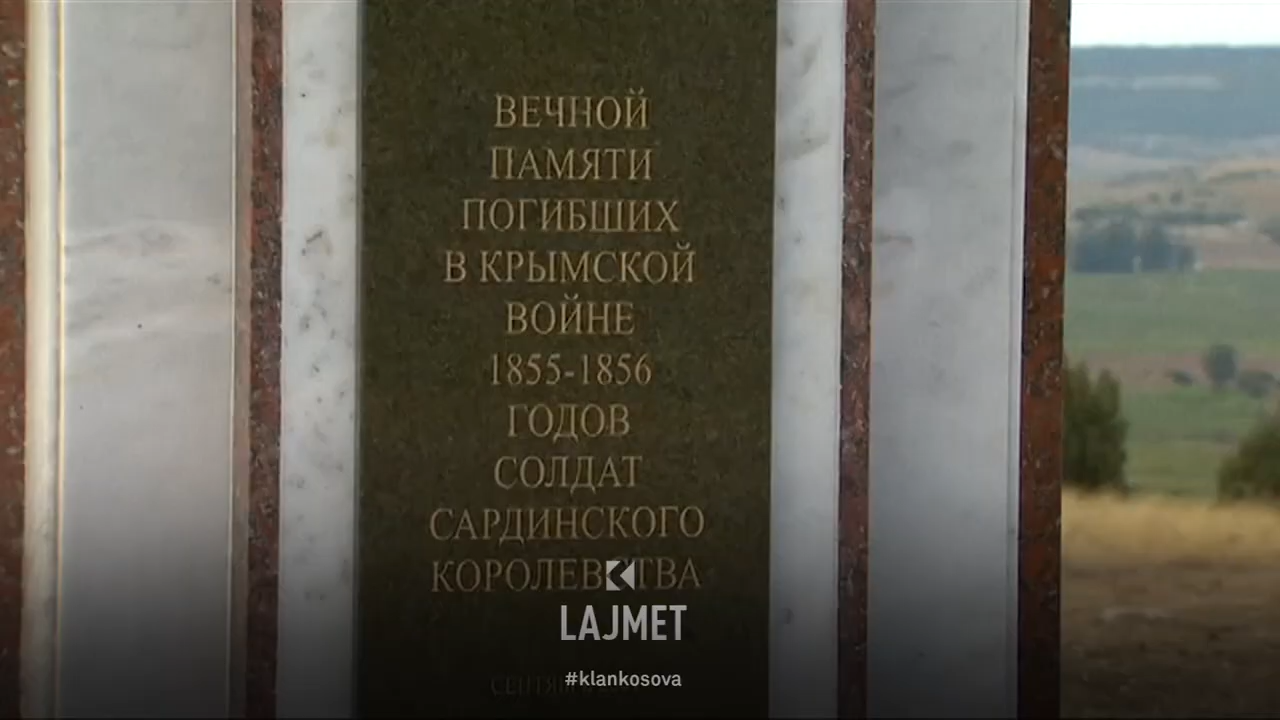 ВЕЧНОЙ
ПАМЯТИ
ПОГИБШИХ
В КРЫМСКОЙ
ВОЙНЕ
1855-1856
ГОДОВ
СОЛДАТ
САРДИНСКОГО
КОРОЛЕВСТВА
LAJMET
#klankosova